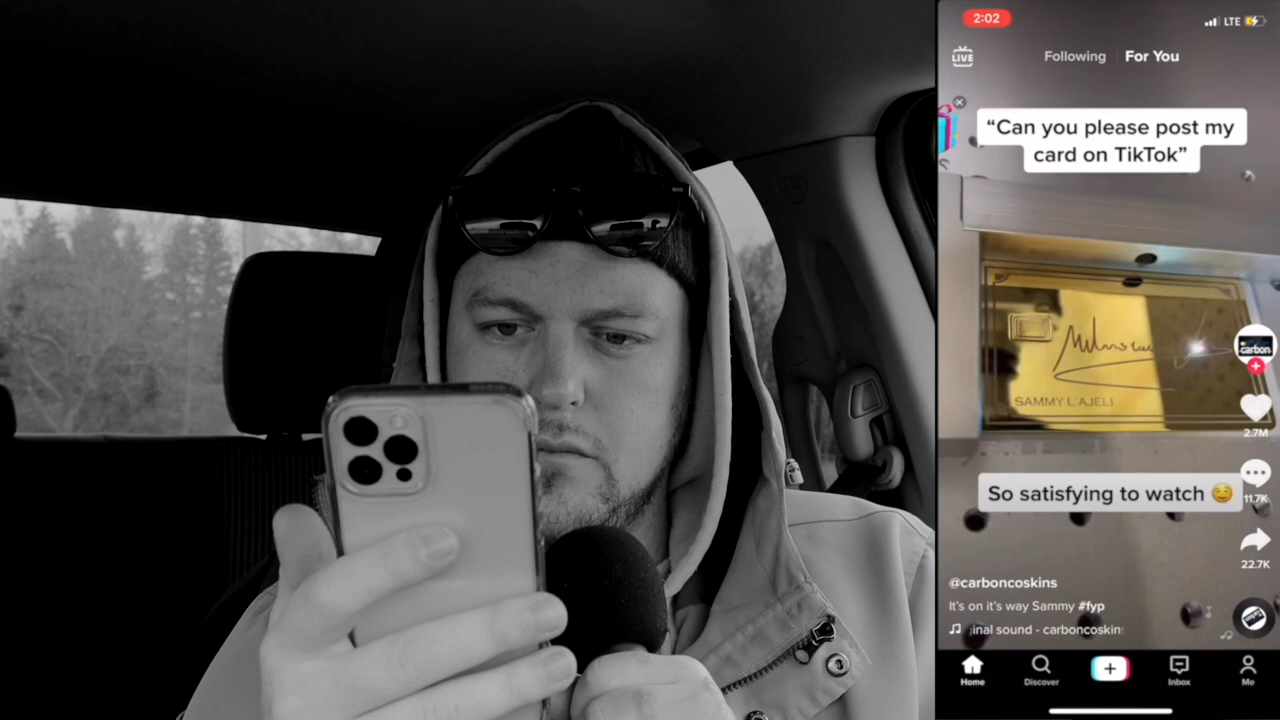 2:02
LTE
LIVE
Following
For You
“Can you please post my
card on TikTok”
SAMMY L'AJELI
carbon
2.7M
So satisfying to watch
11.7K
22.7K
@carboncoskins
It's on it's way Sammy #fyp
inal sound - carboncoskin
Home
Discover
Inbox
Me